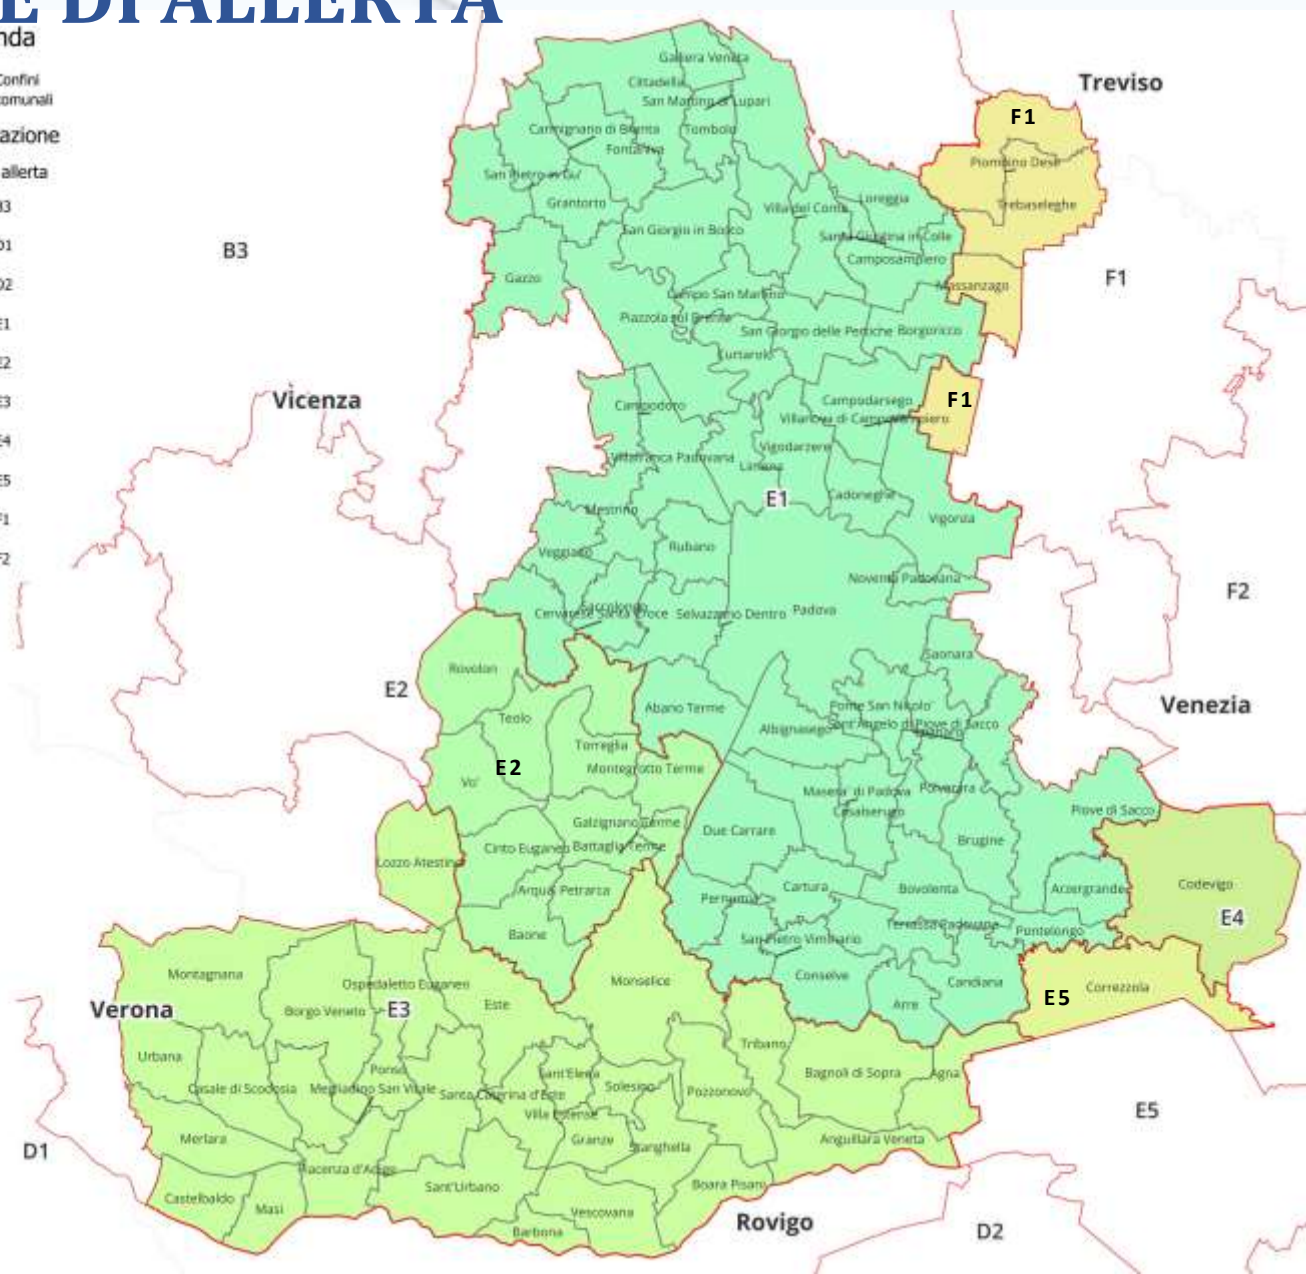 E DI ALLERTA
nda
Confini
comunali
azione
allerta
B3
D1
D2
E1
E2
E3
E4
E5
F1
F2
Galliera Veneta
Cittadella
Treviso
San Martino di Lupari
F1
Carmignano di Brenta
Tombolo
Fontaniva
Piombino Dese
San Pietro in Gu'
Loreggia
Grantorto
Villa del Conte
Trebaseleghe
San Giorgio in Bosco
Santa Giustina in Colle
B3
Camposampiero
Gazzo
F1
Massanzago
Campo San Martino
Piazzola sul Brenta
San Giorgio delle Pertiche
Borgoricco
Curtarolo
Vicenza
Campodoro
Campodarsego
F1
Villanova di Camposampiero
Vigodarzere
Villafranca Padovana
Limena
E1
Cadoneghe
Mestrino
Vigonza
Rubano
Veggiano
Noventa Padovana
F2
Saccolongo
Cervarese Santa Croce
Selvazzano Dentro
Padova
Saonara
Rovolon
E2
Abano Terme
Ponte San Nicolo'
Venezia
Teolo
Albignasego
Sant'Angelo di Piove di Sacco
Torreglia
E2
Montegrotto Terme
Vo'
Masera' di Padova
Polverara
Casalserugo
Piove di Sacco
Galzignano Terme
Due Carrare
Cinto Euganeo
Battaglia Terme
Brugine
Lozzo Atestino
Arqua' Petrarca
Cartura
Bovolenta
Arzergrande
Codevigo
Pernumia
E4
Terrassa Padovana
Pontelongo
Baone
San Pietro Viminario
Montagnana
Conselve
Monselice
Candiana
Ospedaletto Euganeo
Correzzola
E5
Este
Arre
Verona
Borgo Veneto
E3
Tribano
Urbana
Ponso
Sant'Elena
Bagnoli di Sopra
Agna
Casale di Scodosia
Megliadino San Vitale
Santa Caterina d'Este
Solesino
Pozzonovo
Villa Estense
E5
Merlara
Granze
Stanghella
Anguillara Veneta
D1
Piacenza d'Adige
Sant'Urbano
Boara Pisani
Castelbaldo
Masi
Vescovana
Rovigo
Barbona
D2